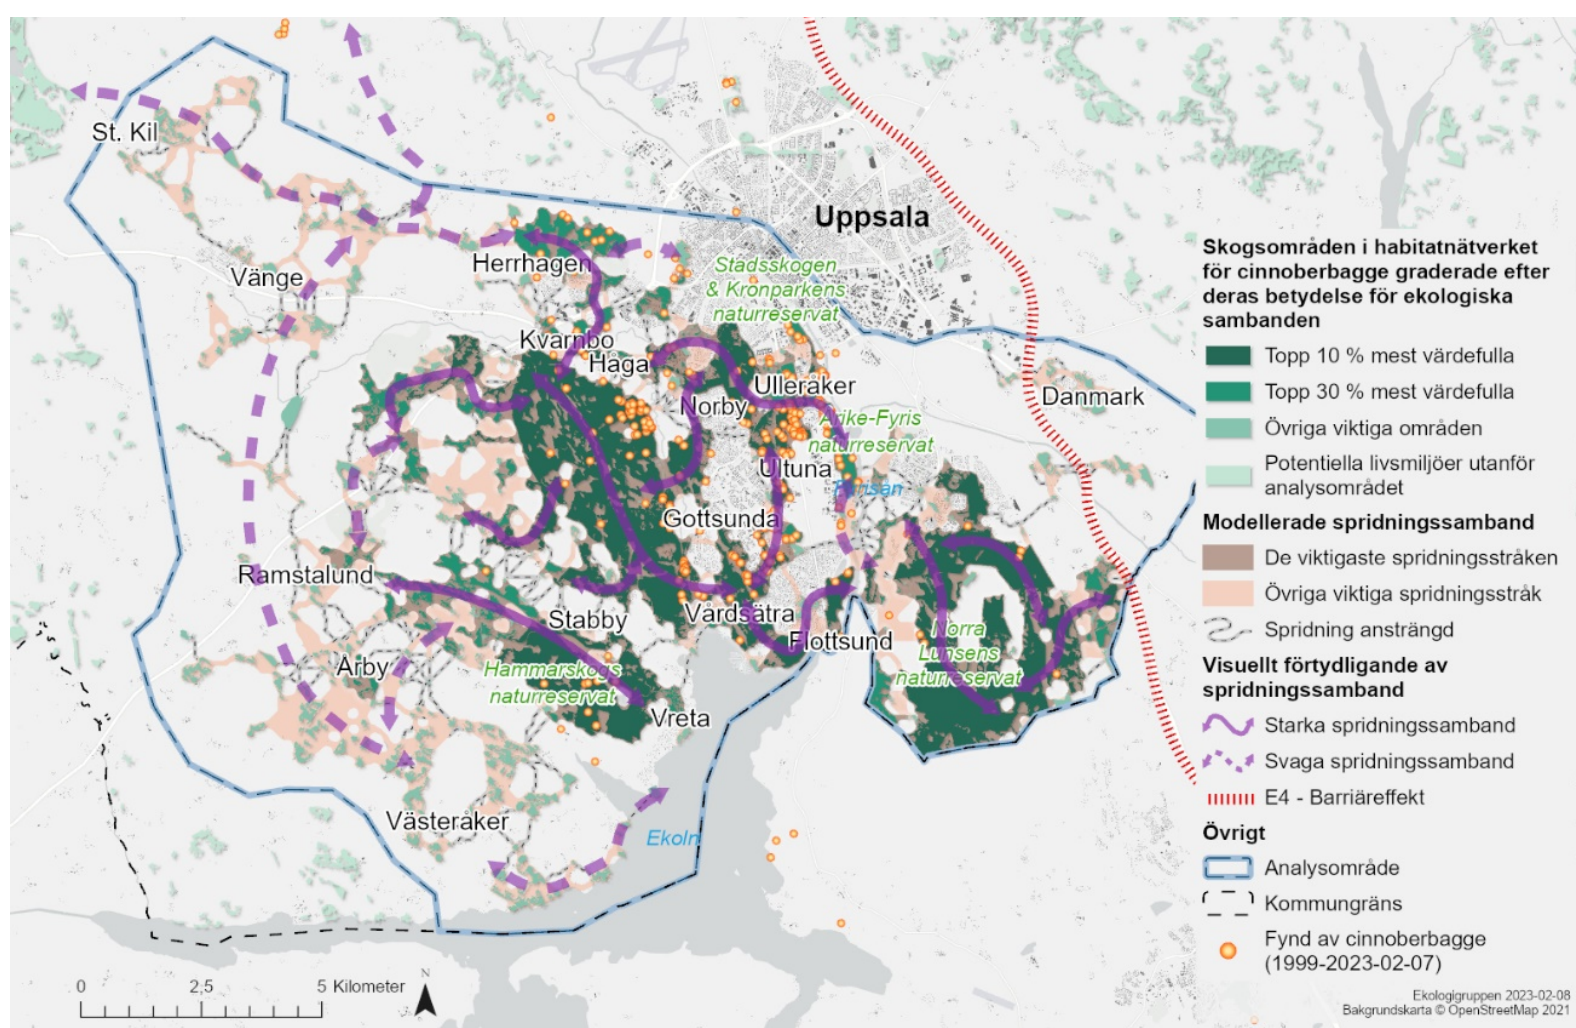 St. Kil
Uppsala
Herrhagen
Vänge
Stadsskogen
& Kronparkens
naturreservat
Kvarnbo
Håga
Ulleråker
Norby
Danmark
Årike-Fyris
naturreservat
Ultuna
Fyrisån
Gottsunda
Ramstalund
Stabby
Vårdsätra
Flottsund
Norra
Lunsens
naturreservat
Årby
Hammarskogs
naturreservat
Vreta
Västeråker
Ekoln
Skogsområden i habitatnätverket
för cinnoberbagge graderade efter
deras betydelse för ekologiska
sambanden
Topp 10 % mest värdefulla
Topp 30 % mest värdefulla
Övriga viktiga områden
Potentiella livsmiljöer utanför
analysområdet
Modellerade spridningssamband
De viktigaste spridningsstråken
Övriga viktiga spridningsstråk
Spridning ansträngd
Visuellt förtydligande av
spridningssamband
Starka spridningssamband
Svaga spridningssamband
E4 - Barriäreffekt
Övrigt
Analysområde
Kommungräns
Fynd av cinnoberbagge
(1999-2023-02-07)
0 2,5 5 Kilometer
N
Ekologigruppen 2023-02-08
Bakgrundskarta © OpenStreetMap 2021